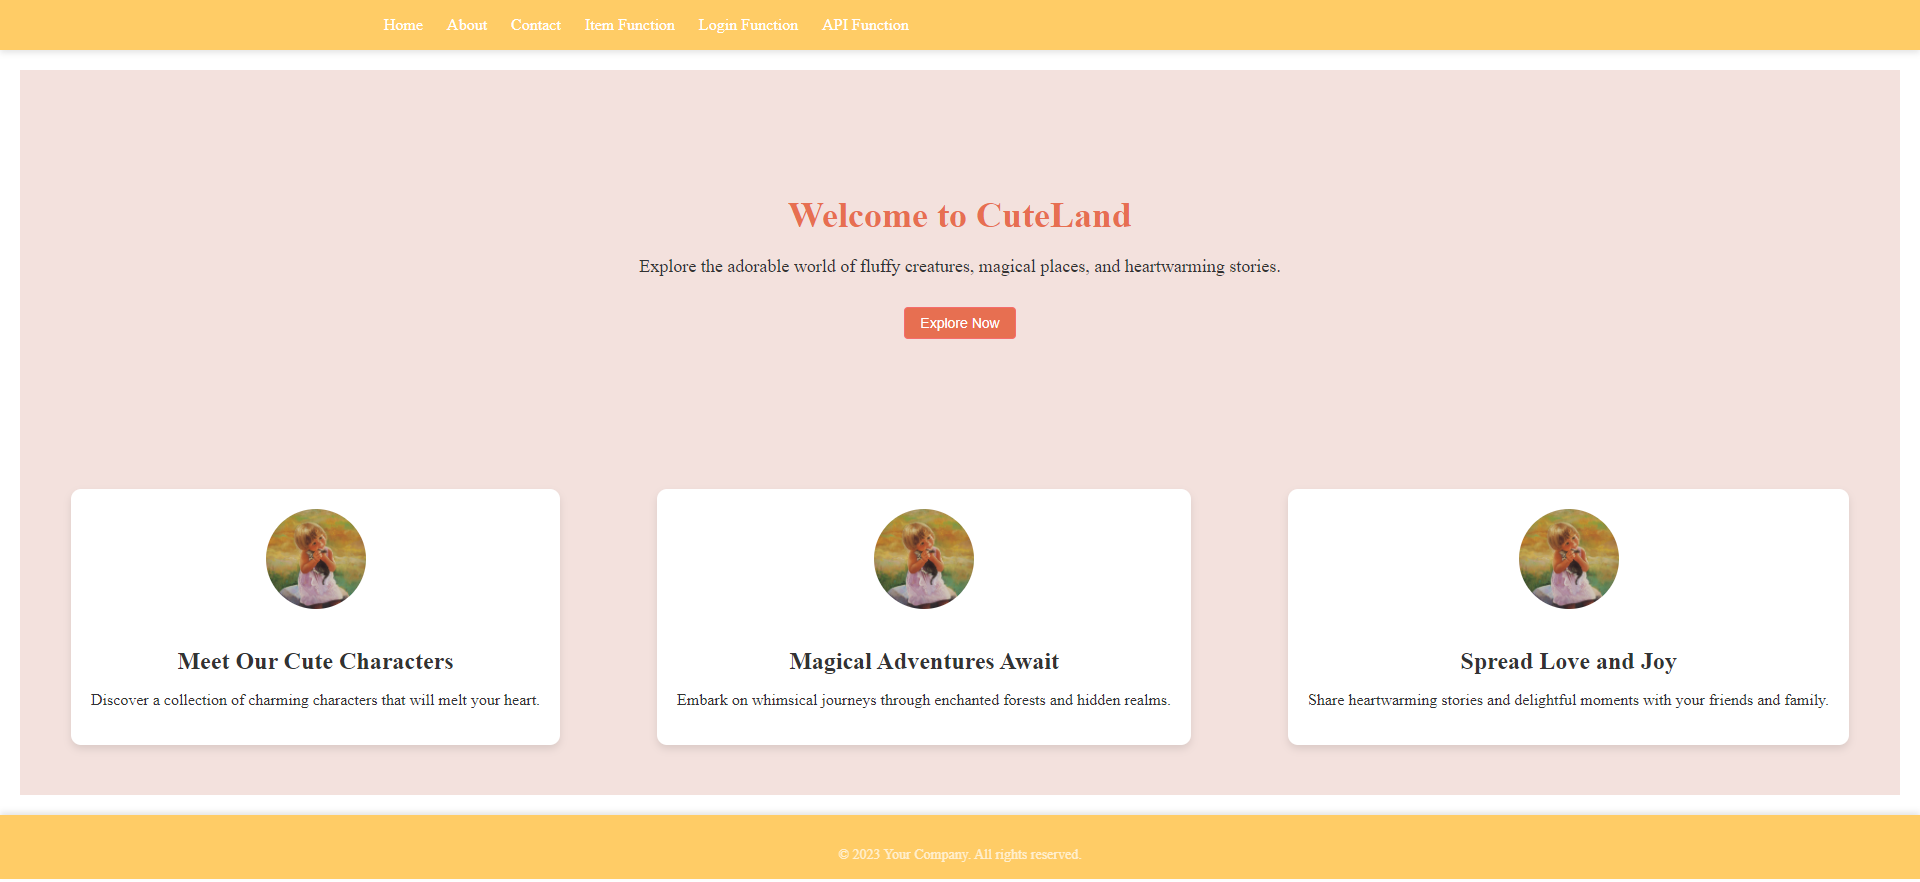 Home About Contact Item Function Login Function API Function
Welcome to CuteLand
Explore the adorable world of fluffy creatures, magical places, and heartwarming stories.
Explore Now
Meet Our Cute Characters
Discover a collection of charming characters that will melt your heart.
Magical Adventures Await
Embark on whimsical journeys through enchanted forests and hidden realms.
Spread Love and Joy
Share heartwarming stories and delightful moments with your friends and family.
© 2023 Your Company. All rights reserved.